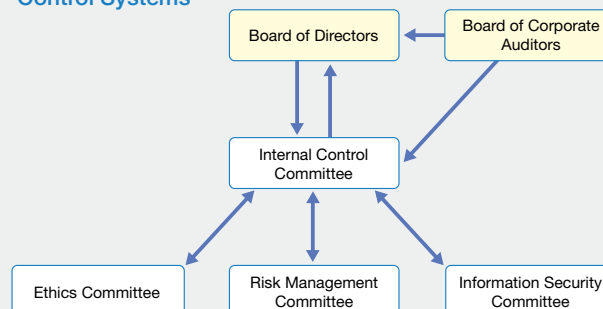 Control Systems
Board of Directors
Board of Corporate
Auditors
Internal Control
Committee
Ethics Committee
Risk Management
Committee
Information Security
Committee